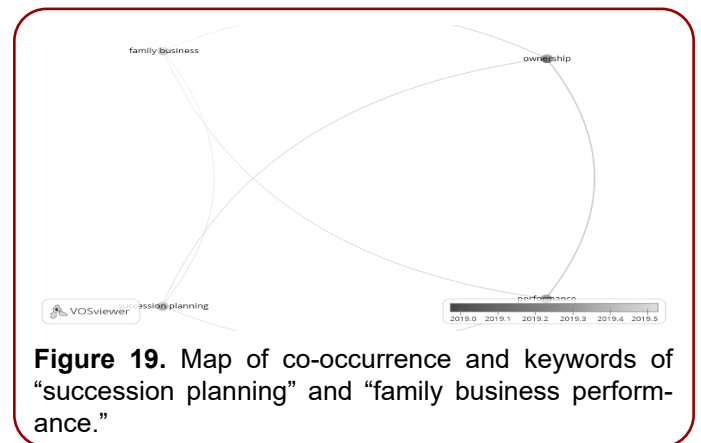 family business
ownership
succession planning
performance
VOSviewer
2019.0 2019.1 2019.2 2019.3 2019.4 2019.5
Figure 19. Map of co-occurrence and keywords of
“succession planning” and “family business perform-
ance.”